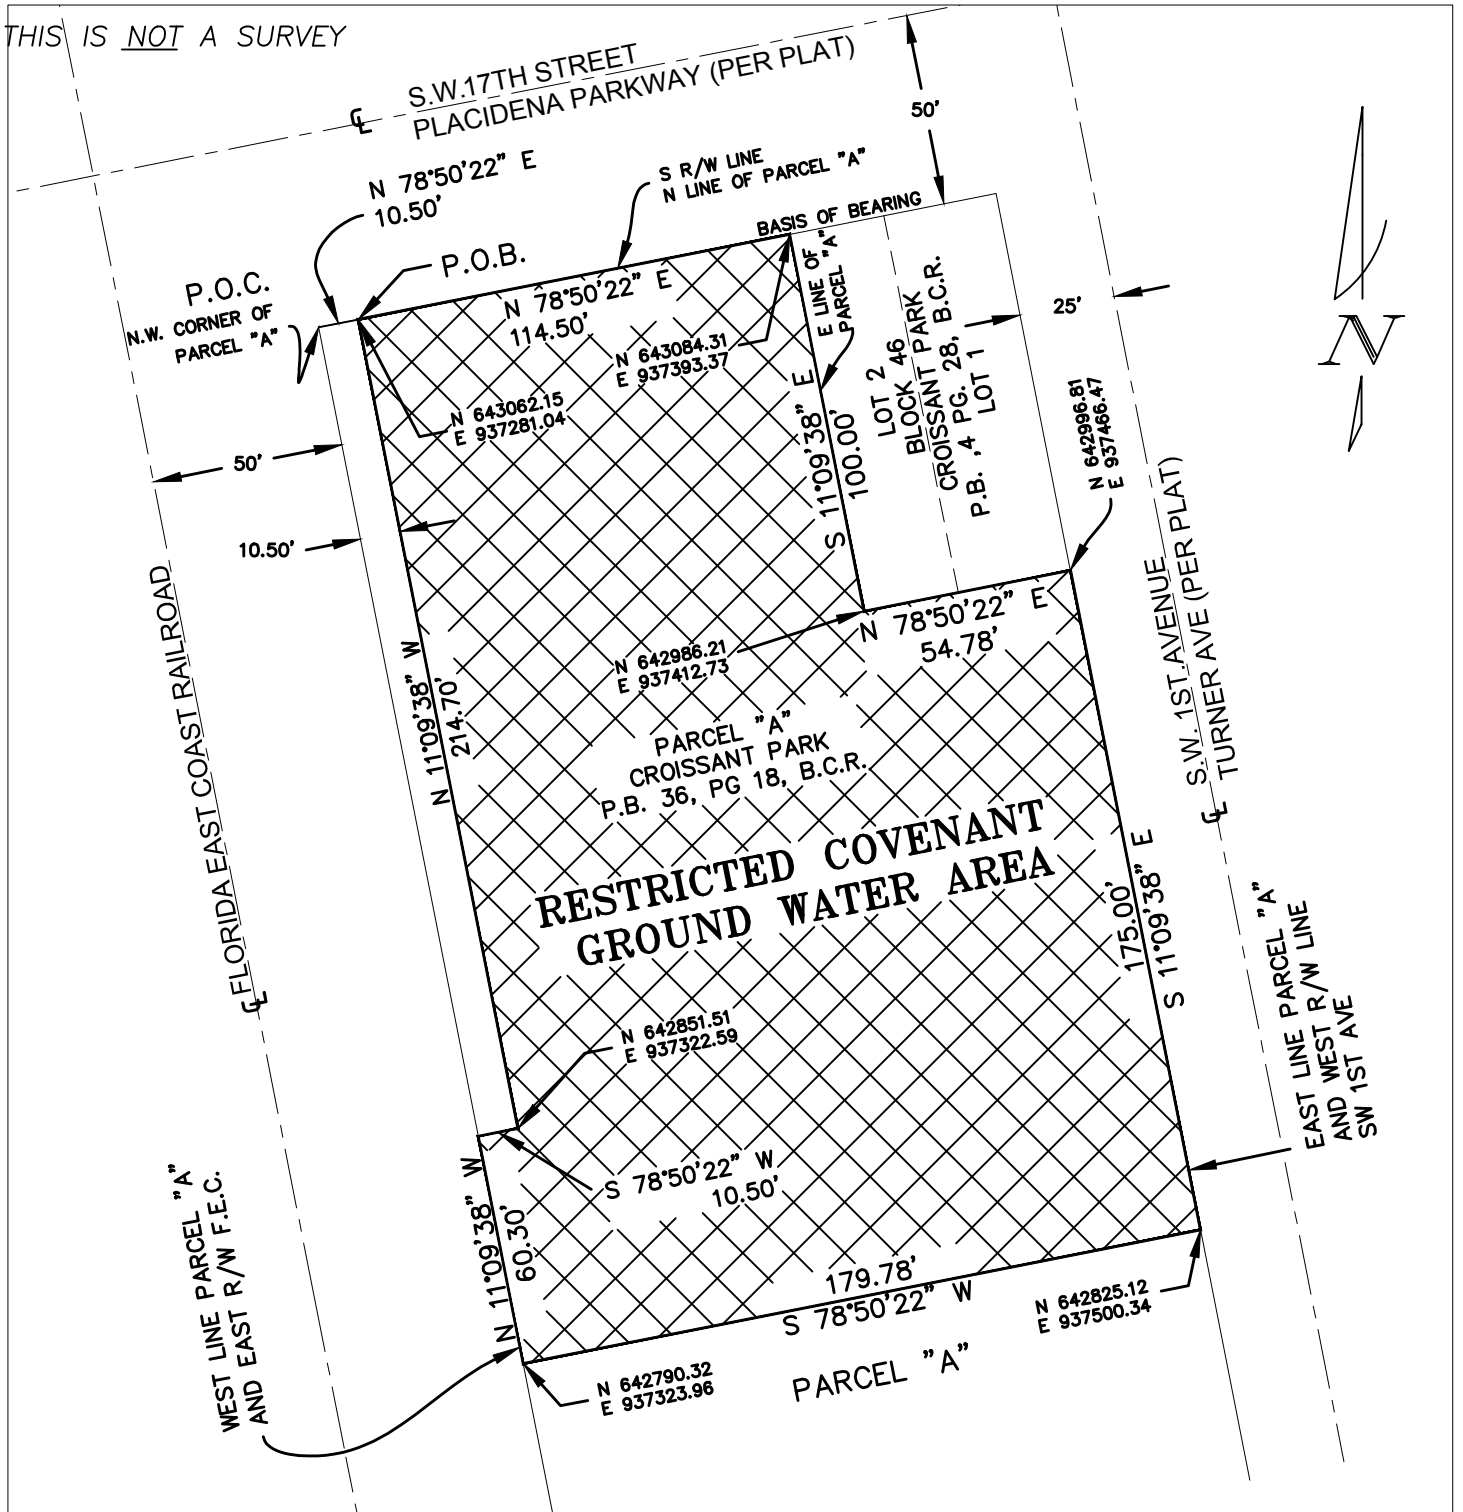 THIS IS NOT A SURVEY
S.W.17TH STREET
PLACIDENA PARKWAY (PER PLAT)
50'
N 78°50'22" E
10.50'
S R/W LINE
N LINE OF PARCEL "A"
BASIS OF BEARING
P.O.B.
P.O.C.
N.W. CORNER OF
PARCEL "A"
N 78°50'22" E
114.50'
E LINE OF
PARCEL "A"
N 643084.31
E 937393.37
N 643062.15
E 937281.04
25'
LOT 2
BLOCK 46
CROISSANT PARK
P.B. ,4 PG. 28, B.C.R.
LOT 1
S 11°09'38" E
100.00'
N 642996.81
E 937466.47
50'
10.50'
N 78°50'22" E
54.78'
N 642986.21
E 937412.73
S.W. 1ST.AVENUE
TURNER AVE (PER PLAT)
FLORIDA EAST COAST RAILROAD
N 11°09'38" W
214.70'
PARCEL "A"
CROISSANT PARK
P.B. 36, PG 18, B.C.R.
RESTRICTED COVENANT
GROUND WATER AREA
175.00'
S 11°09'38" E
EAST LINE PARCEL "A"
AND WEST R/W LINE
SW 1ST AVE
N 642851.51
E 937322.59
S 78°50'22" W
10.50'
N 11°09'38" W
60.30'
WEST LINE PARCEL "A"
AND EAST R/W F.E.C.
179.78'
S 78°50'22" W
N 642825.12
E 937500.34
N 642790.32
E 937323.96
PARCEL "A"
N